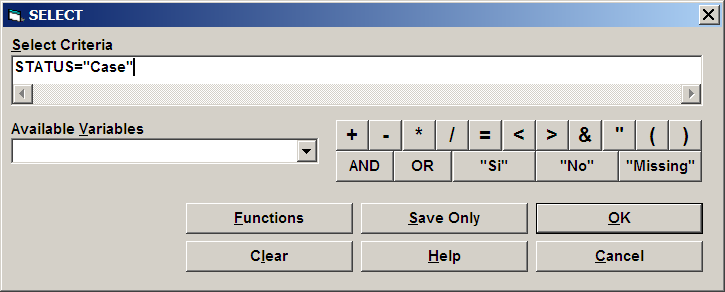 SELECT
Select Criteria
STATUS="Case"
Available Variables
+ - * / = < > & " ( )
AND OR "Si" "No" "Missing"
Functions Save Only OK
Clear Help Cancel